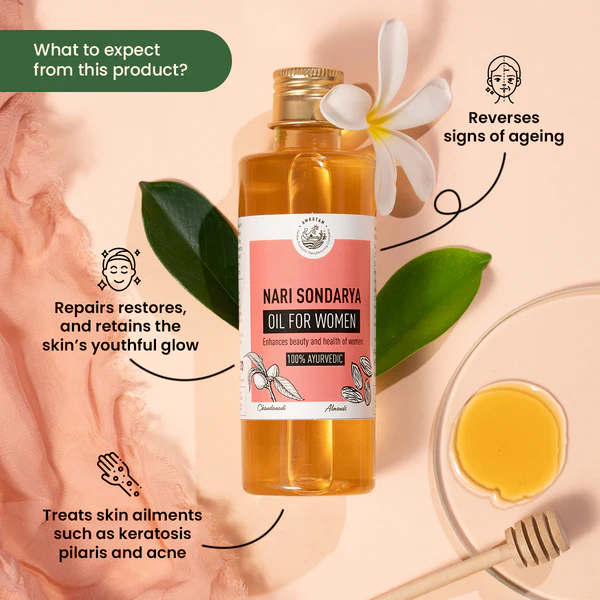 What to expect
from this product?
Reverses
signs of ageing
AMROTAM
NARI SONDARYA
OIL FOR WOMEN
Enhances beauty and health of women
100% AYURVEDIC
Chandanadi
Almonds
Repairs restores,
and retains the
skin's youthful glow
Treats skin ailments
such as keratosis
pilaris and acne